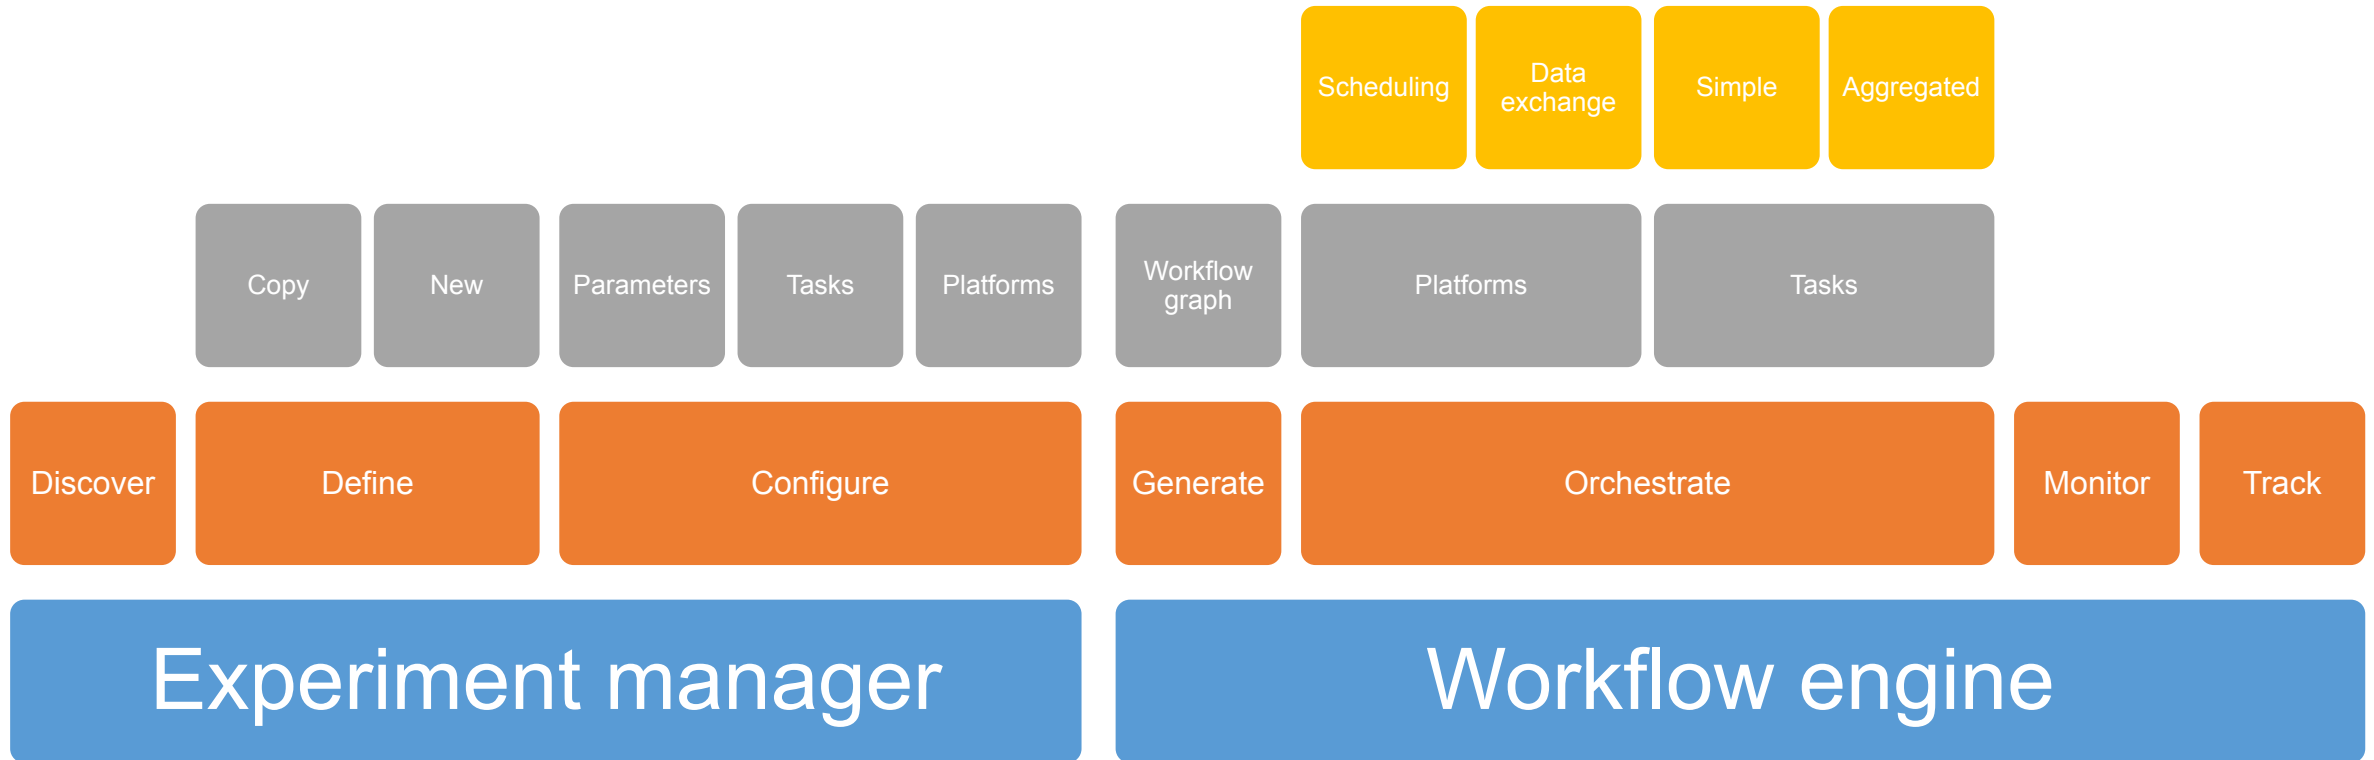 Scheduling
Data
exchange
Simple
Aggregated
Copy
New
Parameters
Tasks
Platforms
Workflow
graph
Platforms
Tasks
Discover
Define
Configure
Generate
Orchestrate
Monitor
Track
Experiment manager
Workflow engine